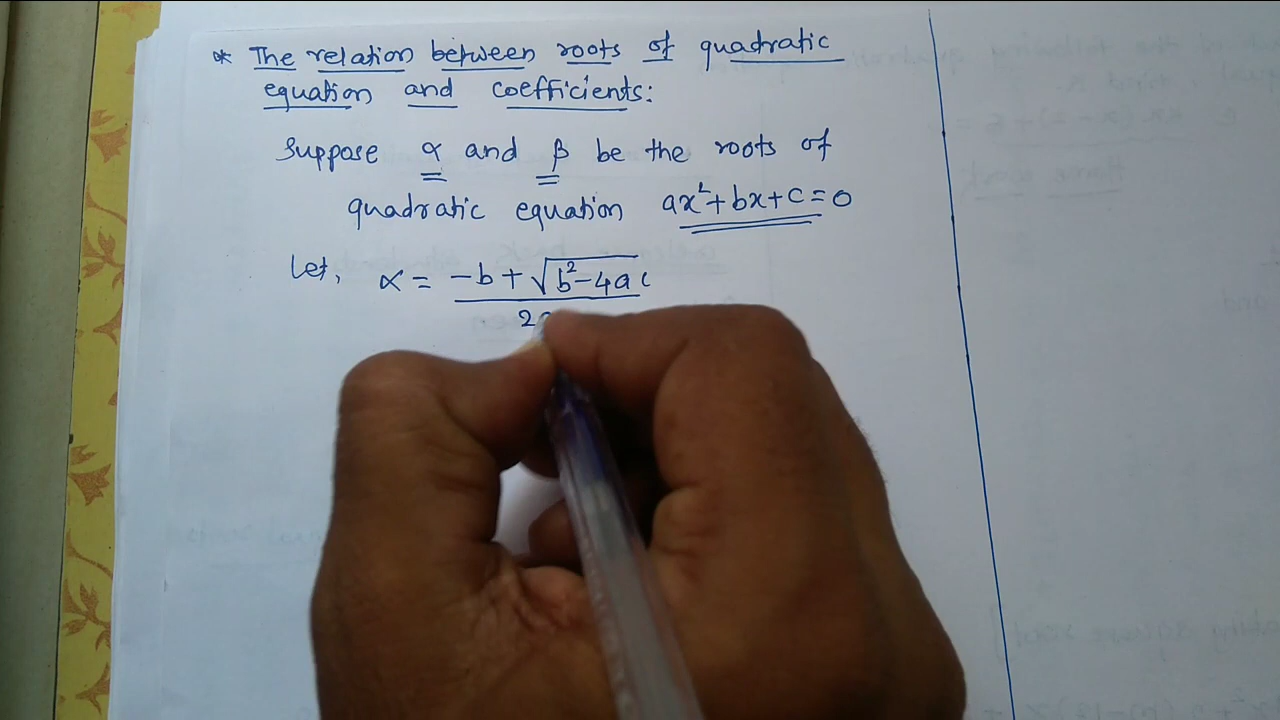 * The relation between roots of quadratic
equation and coefficients:
Suppose α and β be the roots of
quadratic equation ax²+bx+c=0
Let, α = -b + √b²-4ac
2a